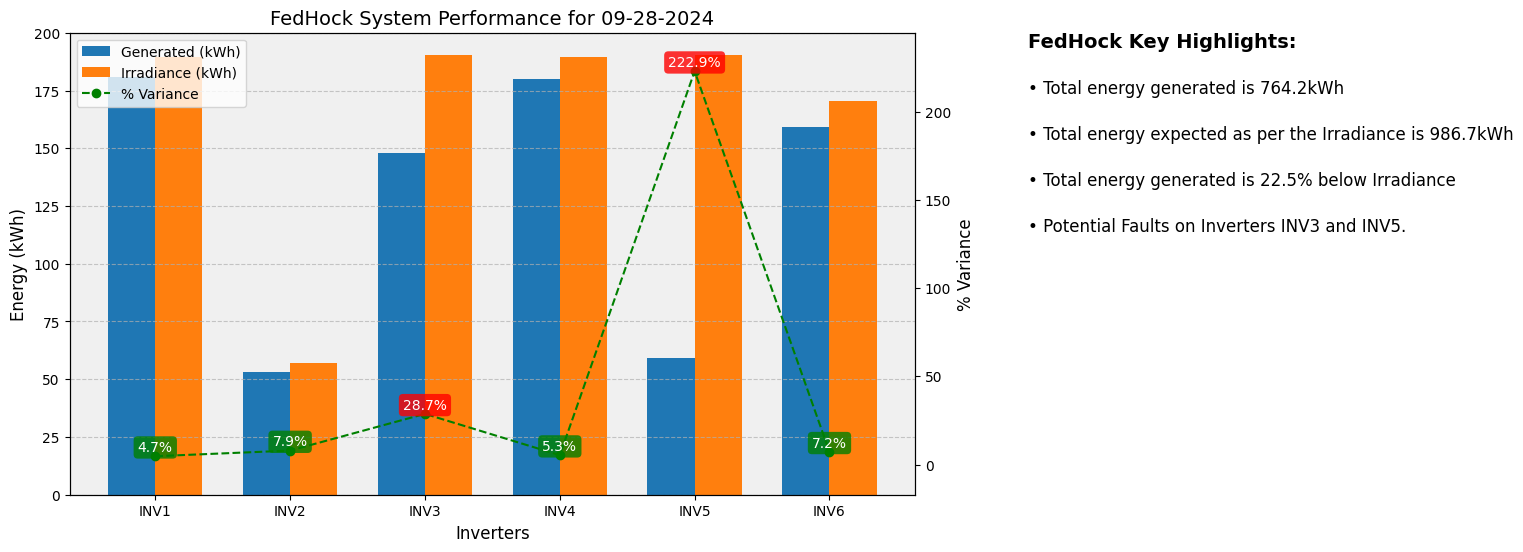 FedHock System Performance for 09-28-2024
Generated (kWh)
Irradiance (kWh)
% Variance
Energy (kWh)
200
175
150
125
100
75
50
25
0
4.7%
7.9%
28.7%
5.3%
222.9%
7.2%
INV1
INV2
INV3
INV4
INV5
INV6
Inverters
200
150
100
50
0
% Variance
FedHock Key Highlights:
• Total energy generated is 764.2kWh
• Total energy expected as per the Irradiance is 986.7kWh
• Total energy generated is 22.5% below Irradiance
• Potential Faults on Inverters INV3 and INV5.